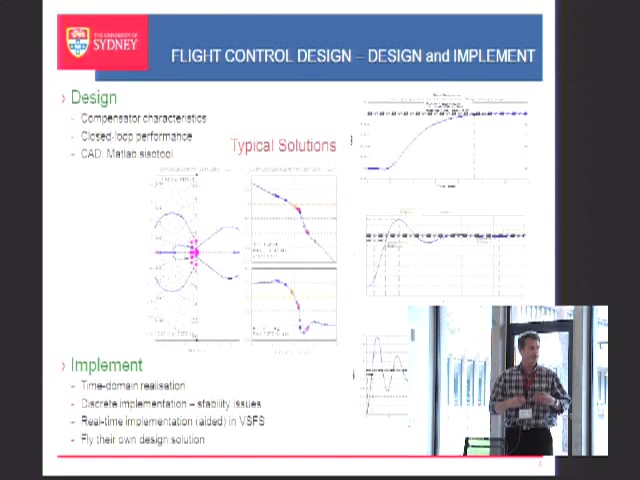 THE UNIVERSITY OF
SYDNEY
FLIGHT CONTROL DESIGN – DESIGN and IMPLEMENT
› Design
- Compensator characteristics
- Closed-loop performance
- CAD: Matlab sisotool
Typical Solutions
› Implement
- Time-domain realisation
- Discrete implementation – stability issues
- Real-time implementation (aided) in VSFS
- Fly their own design solution